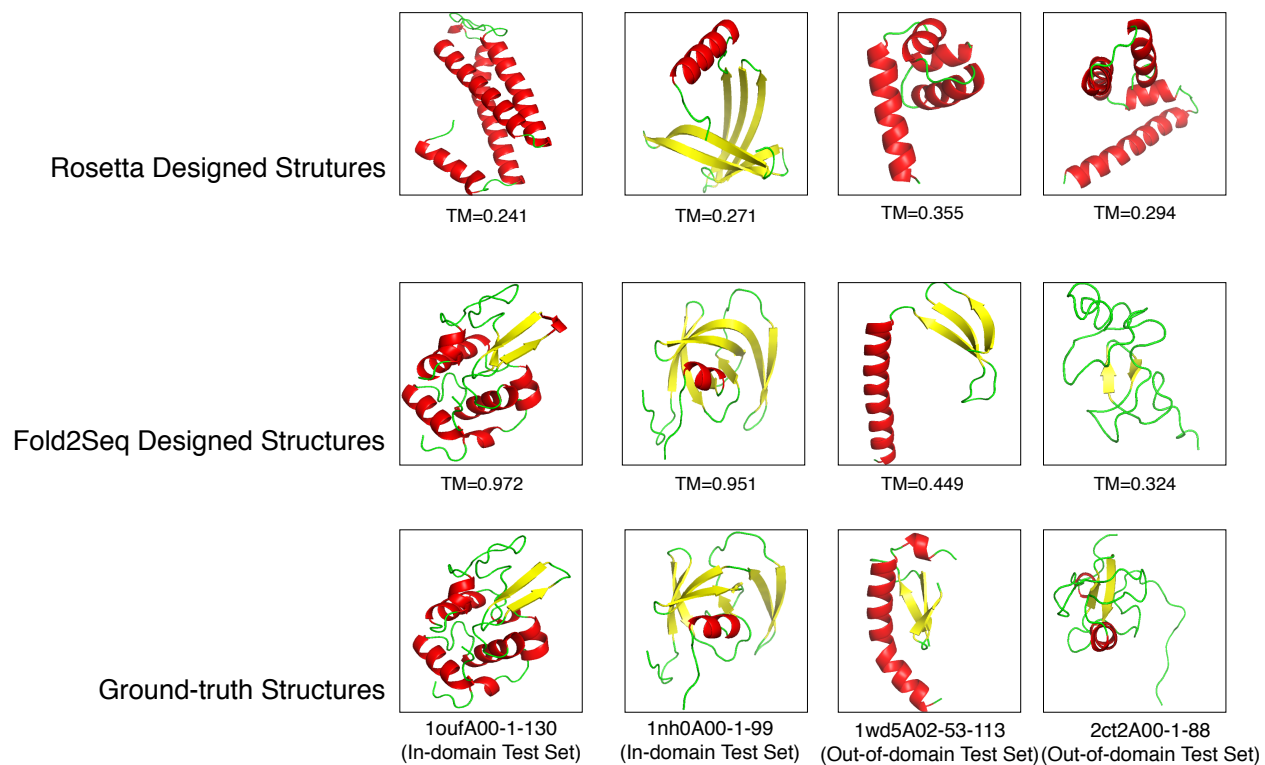 Rosetta Designed Strutures
TM=0.241
TM=0.271
TM=0.355
TM=0.294
Fold2Seq Designed Structures
TM=0.972
TM=0.951
TM=0.449
TM=0.324
Ground-truth Structures
1oufA00-1-130
(In-domain Test Set)
1nh0A00-1-99
(In-domain Test Set)
1wd5A02-53-113
(Out-of-domain Test Set)
2ct2A00-1-88
(Out-of-domain Test Set)